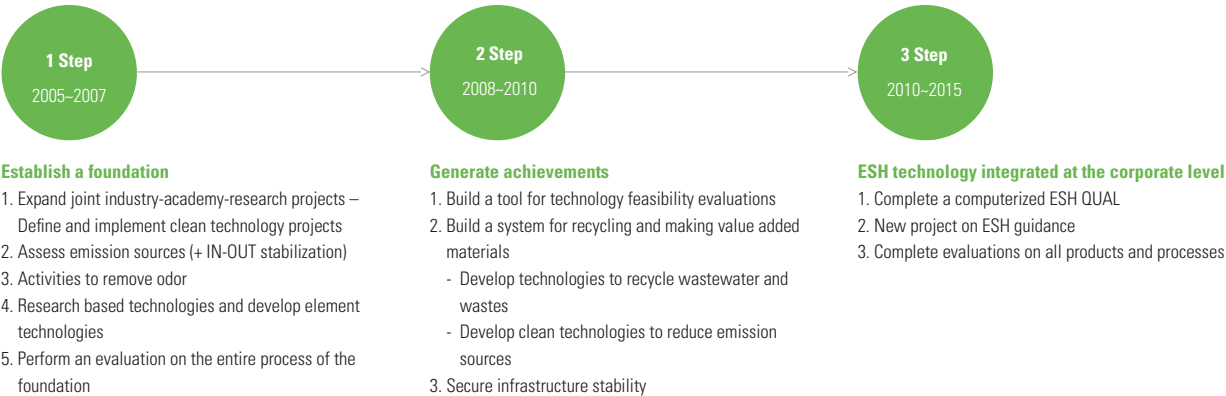 1 Step
2005~2007
2 Step
2008~2010
3 Step
2010~2015
Establish a foundation
1. Expand joint industry-academy-research projects –
Define and implement clean technology projects
2. Assess emission sources (+ IN-OUT stabilization)
3. Activities to remove odor
4. Research based technologies and develop element
technologies
5. Perform an evaluation on the entire process of the
foundation
Generate achievements
1. Build a tool for technology feasibility evaluations
2. Build a system for recycling and making value added
materials
- Develop technologies to recycle wastewater and
wastes
- Develop clean technologies to reduce emission
sources
3. Secure infrastructure stability
ESH technology integrated at the corporate level
1. Complete a computerized ESH QUAL
2. New project on ESH guidance
3. Complete evaluations on all products and processes